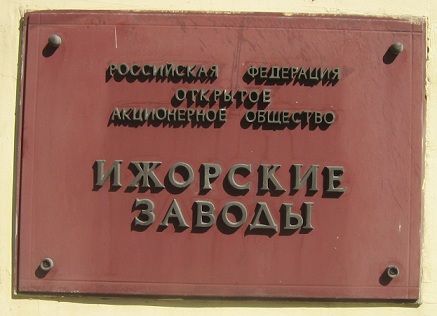 РОССИЙСКАЯ ФЕДЕРАЦИЯ
ОТКРЫТОЕ
АКЦИОНЕРНОЕ ОБЩЕСТВО
ИЖОРСКИЕ
ЗАВОДЫ